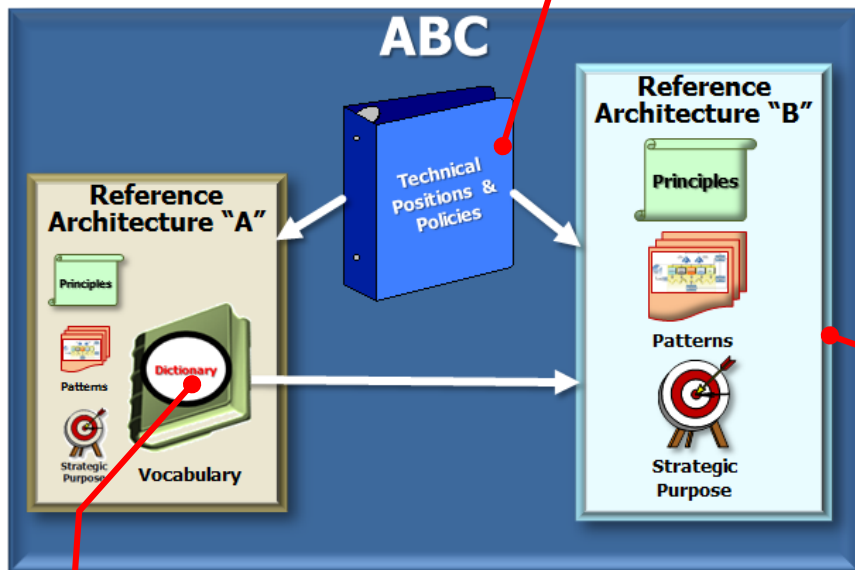 ABC
Technical
Positions &
Policies
Reference
Architecture "A"
Principles
Patterns
Strategic
Purpose
Dictionary
Vocabulary
Reference
Architecture "B"
Principles
Patterns
Strategic
Purpose